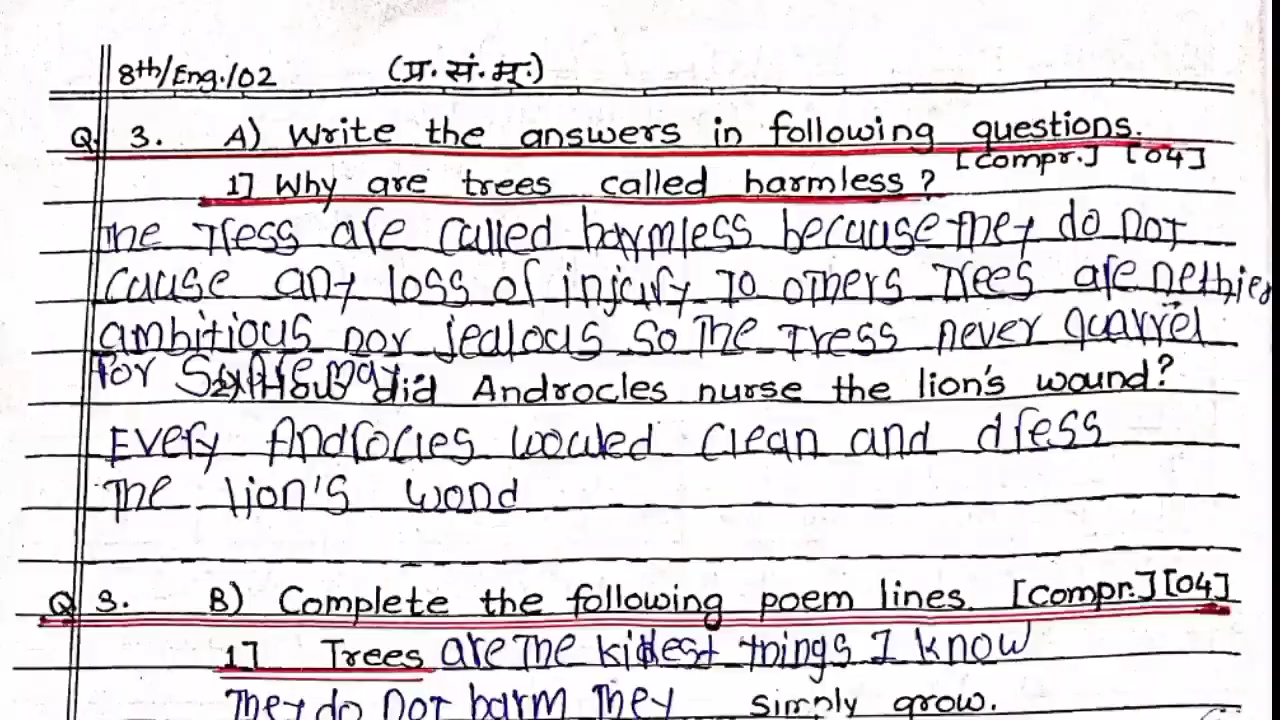 8th/Eng./02 (प्र. सं. मू.)
Q. 3. A) Write the answers in following questions.
[compr.] [04]
1] Why are trees called harmless?
The Tress are called harmless because they do not
cause any loss of injury to others Trees are nethier
ambitious nor jealous so the Tress never quarrel
for
2] How did Androcles nurse the lion's wound?
Every Androcles wouled clean and dress
The lion's wond
Q 3. B) Complete the following poem lines [compr.] [04]
1] Trees are the kidest things I know
They do not harm They simply grow.